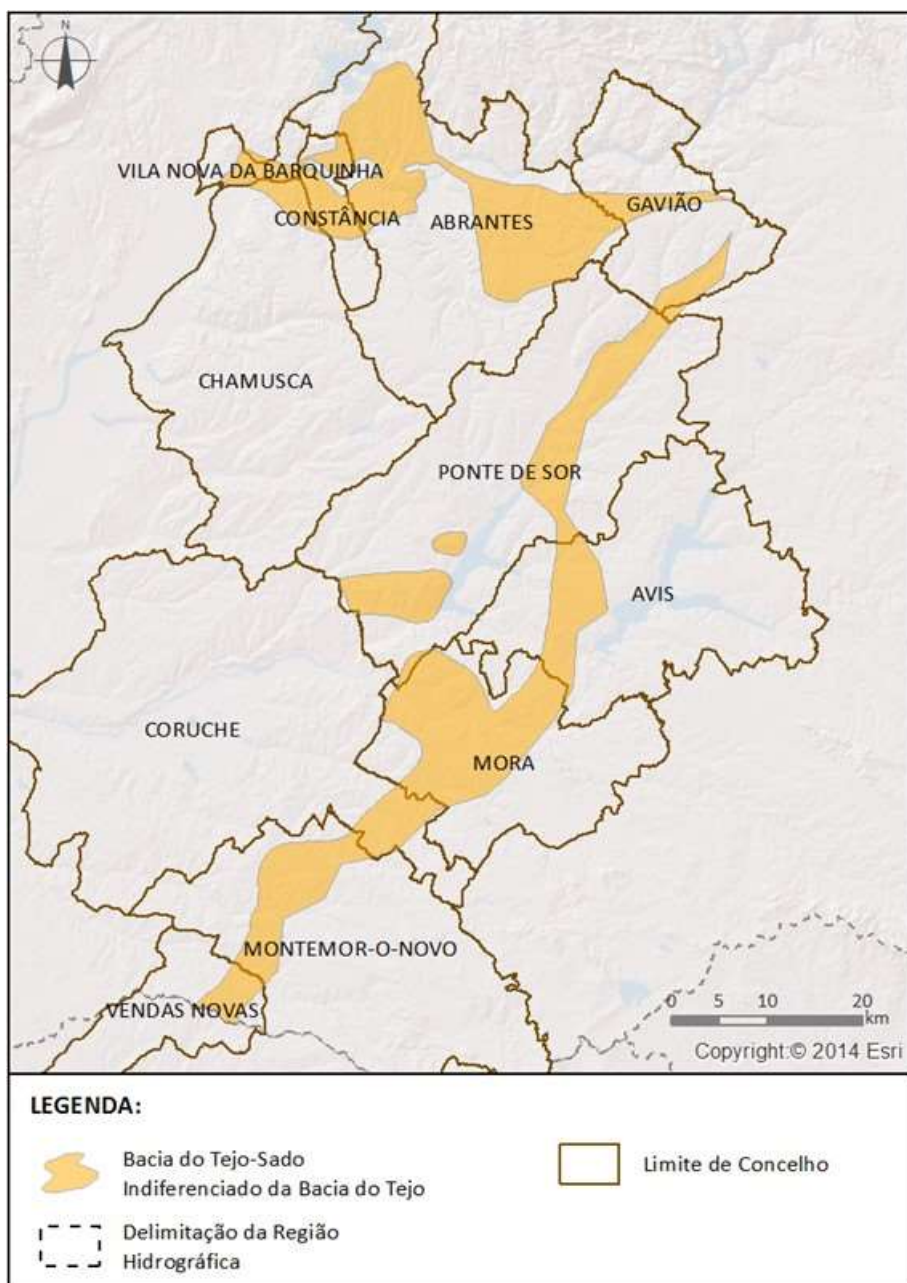 N
VILA NOVA DA BARQUINHA
CONSTÂNCIA
ABRANTES
GAVIÃO
CHAMUSCA
PONTE DE SOR
AVIS
CORUCHE
MORA
MONTEMOR-O-NOVO
VENDAS NOVAS
0 5 10 20
km
Copyright:© 2014 Esri
LEGENDA:
Bacia do Tejo-Sado
Indiferenciado da Bacia do Tejo
Limite de Concelho
Delimitação da Região
Hidrográfica